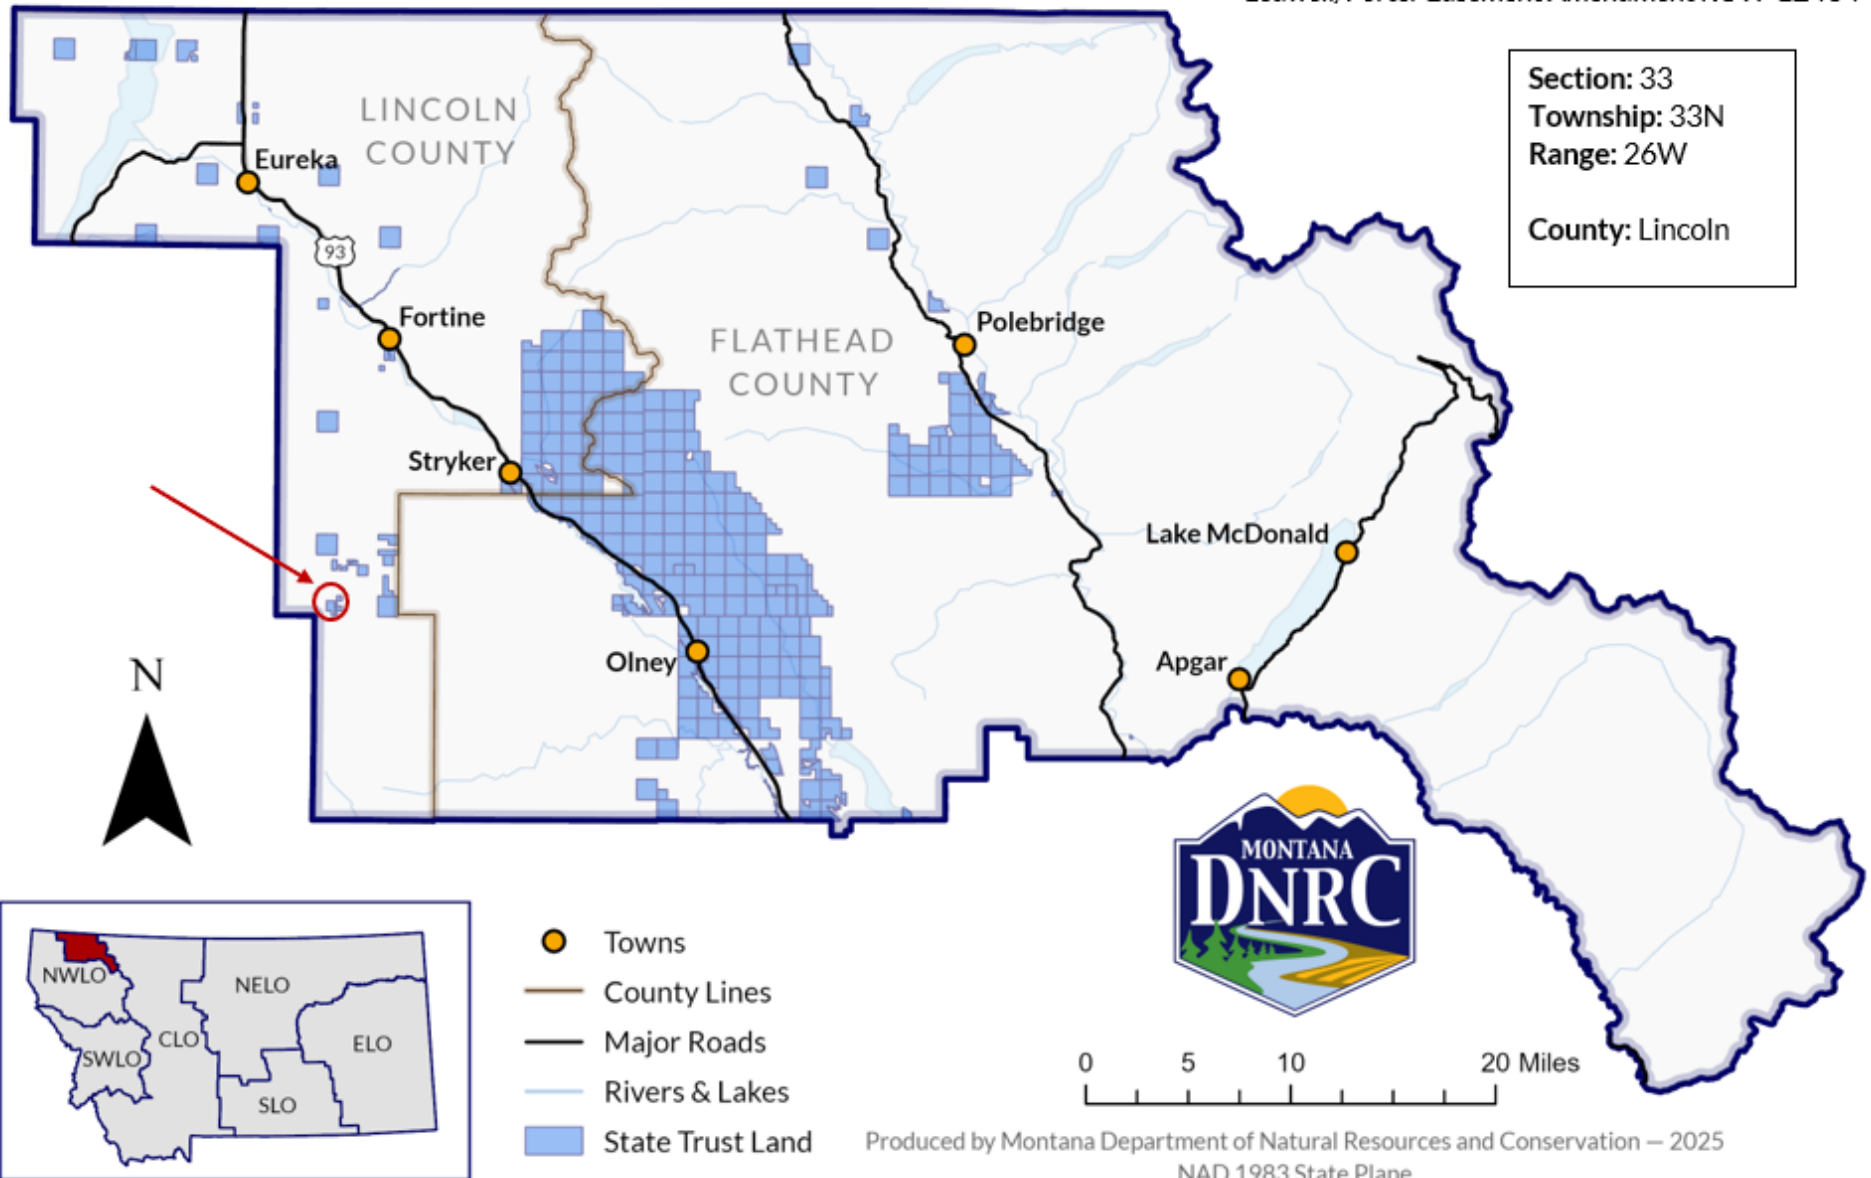 Section: 33
Township: 33N
Range: 26W
County: Lincoln
LINCOLN
COUNTY
Eureka
93
Fortine
Polebridge
FLATHEAD
COUNTY
Stryker
Lake McDonald
Olney
Apgar
N
MONTANA
DNRC
NWLO
NELO
CLO
ELO
SWLO
SLO
Towns
County Lines
Major Roads
Rivers & Lakes
State Trust Land
0 5 10 20 Miles
Produced by Montana Department of Natural Resources and Conservation — 2025
NAD 1983 State Plane